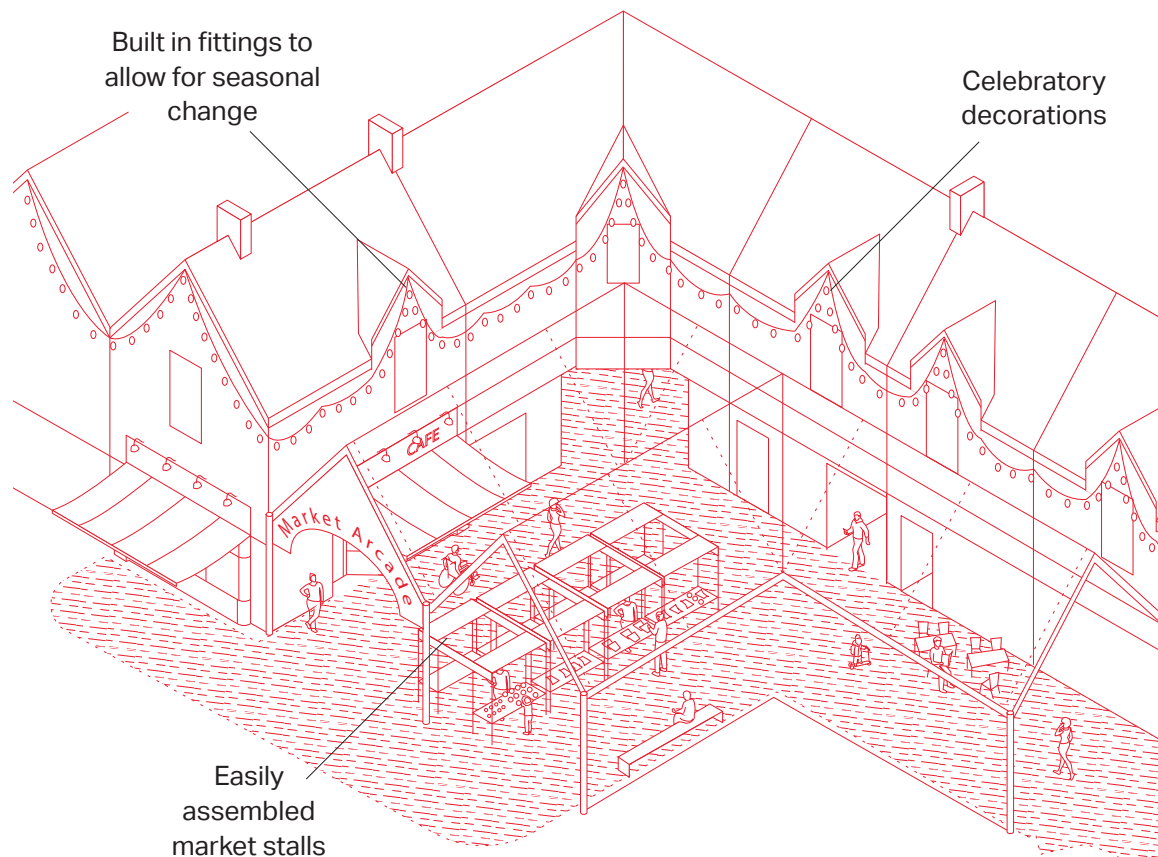 Built in fittings to
allow for seasonal
change
Celebratory
decorations
CAFE
Market Arcade
Easily
assembled
market stalls